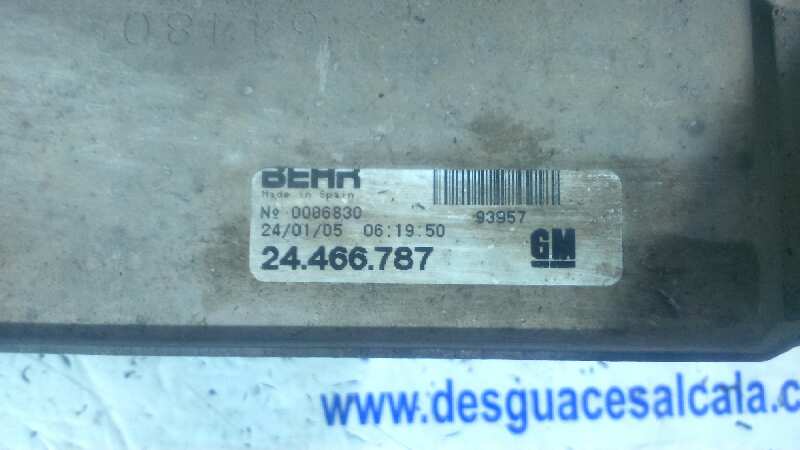 BEHR
Made in Spain
Nº 0086830
93957
24/01/05 06:19:50
24.466.787
GM
www.desguacesalcala.c